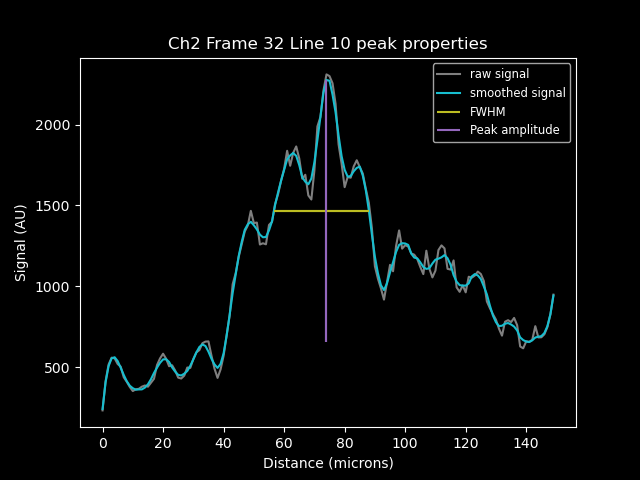 Ch2 Frame 32 Line 10 peak properties
raw signal
smoothed signal
FWHM
Peak amplitude
Signal (AU)
2000
1500
1000
500
0 20 40 60 80 100 120 140
Distance (microns)